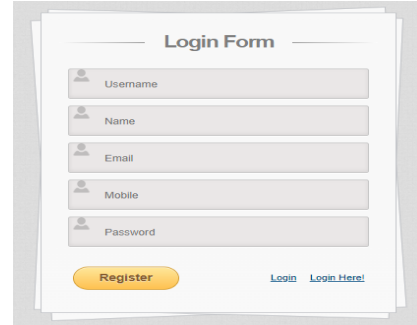 Login Form
Username
Name
Email
Mobile
Password
Register Login Login Here!